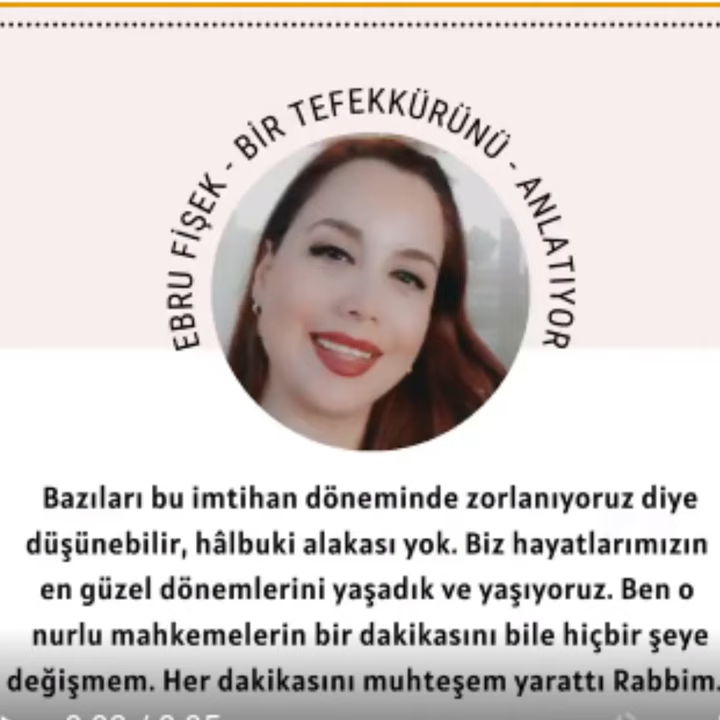 EBRU FİŞEK - BİR TEFEKKÜRÜNÜ - ANLATIYOR
Bazıları bu imtihan döneminde zorlanıyoruz diye
düşünebilir, hâlbuki alakası yok. Biz hayatlarımızın
en güzel dönemlerini yaşadık ve yaşıyoruz. Ben o
nurlu mahkemelerin bir dakikasını bile hiçbir şeye
değişmem. Her dakikasını muhteşem yarattı Rabbim.